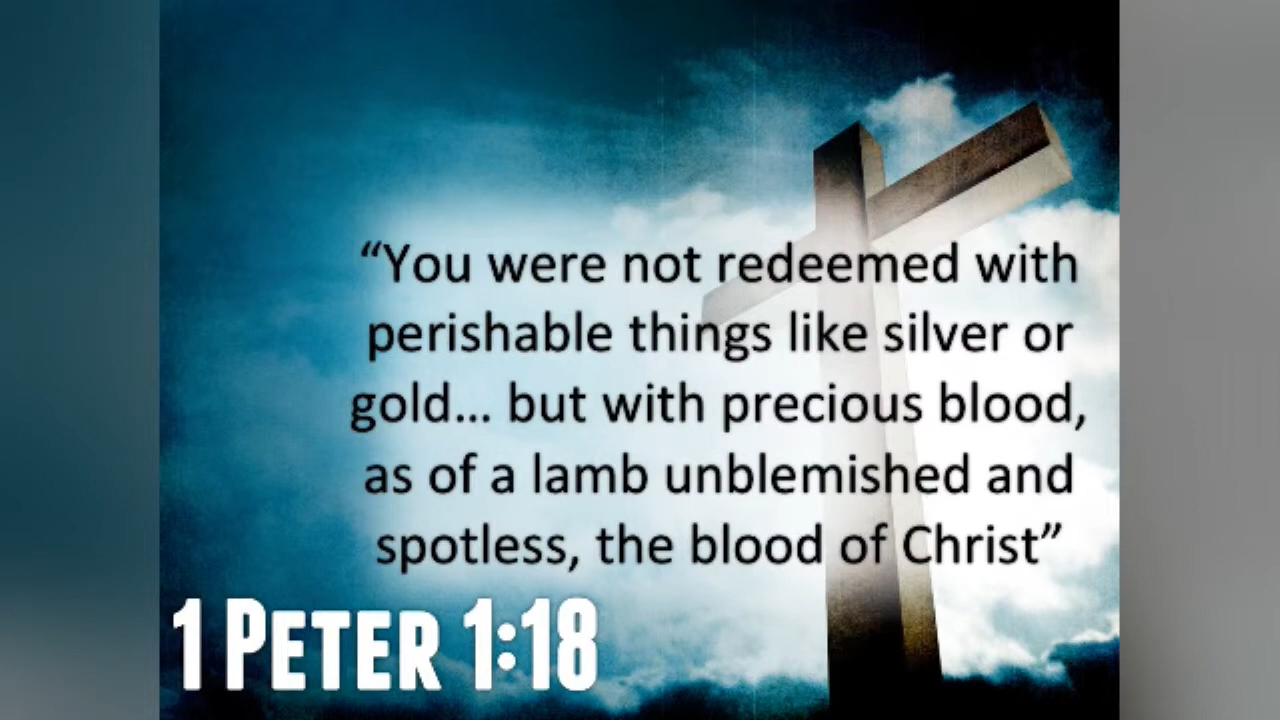 “You were not redeemed with
perishable things like silver or
gold... but with precious blood,
as of a lamb unblemished and
spotless, the blood of Christ”
1 PETER 1:18